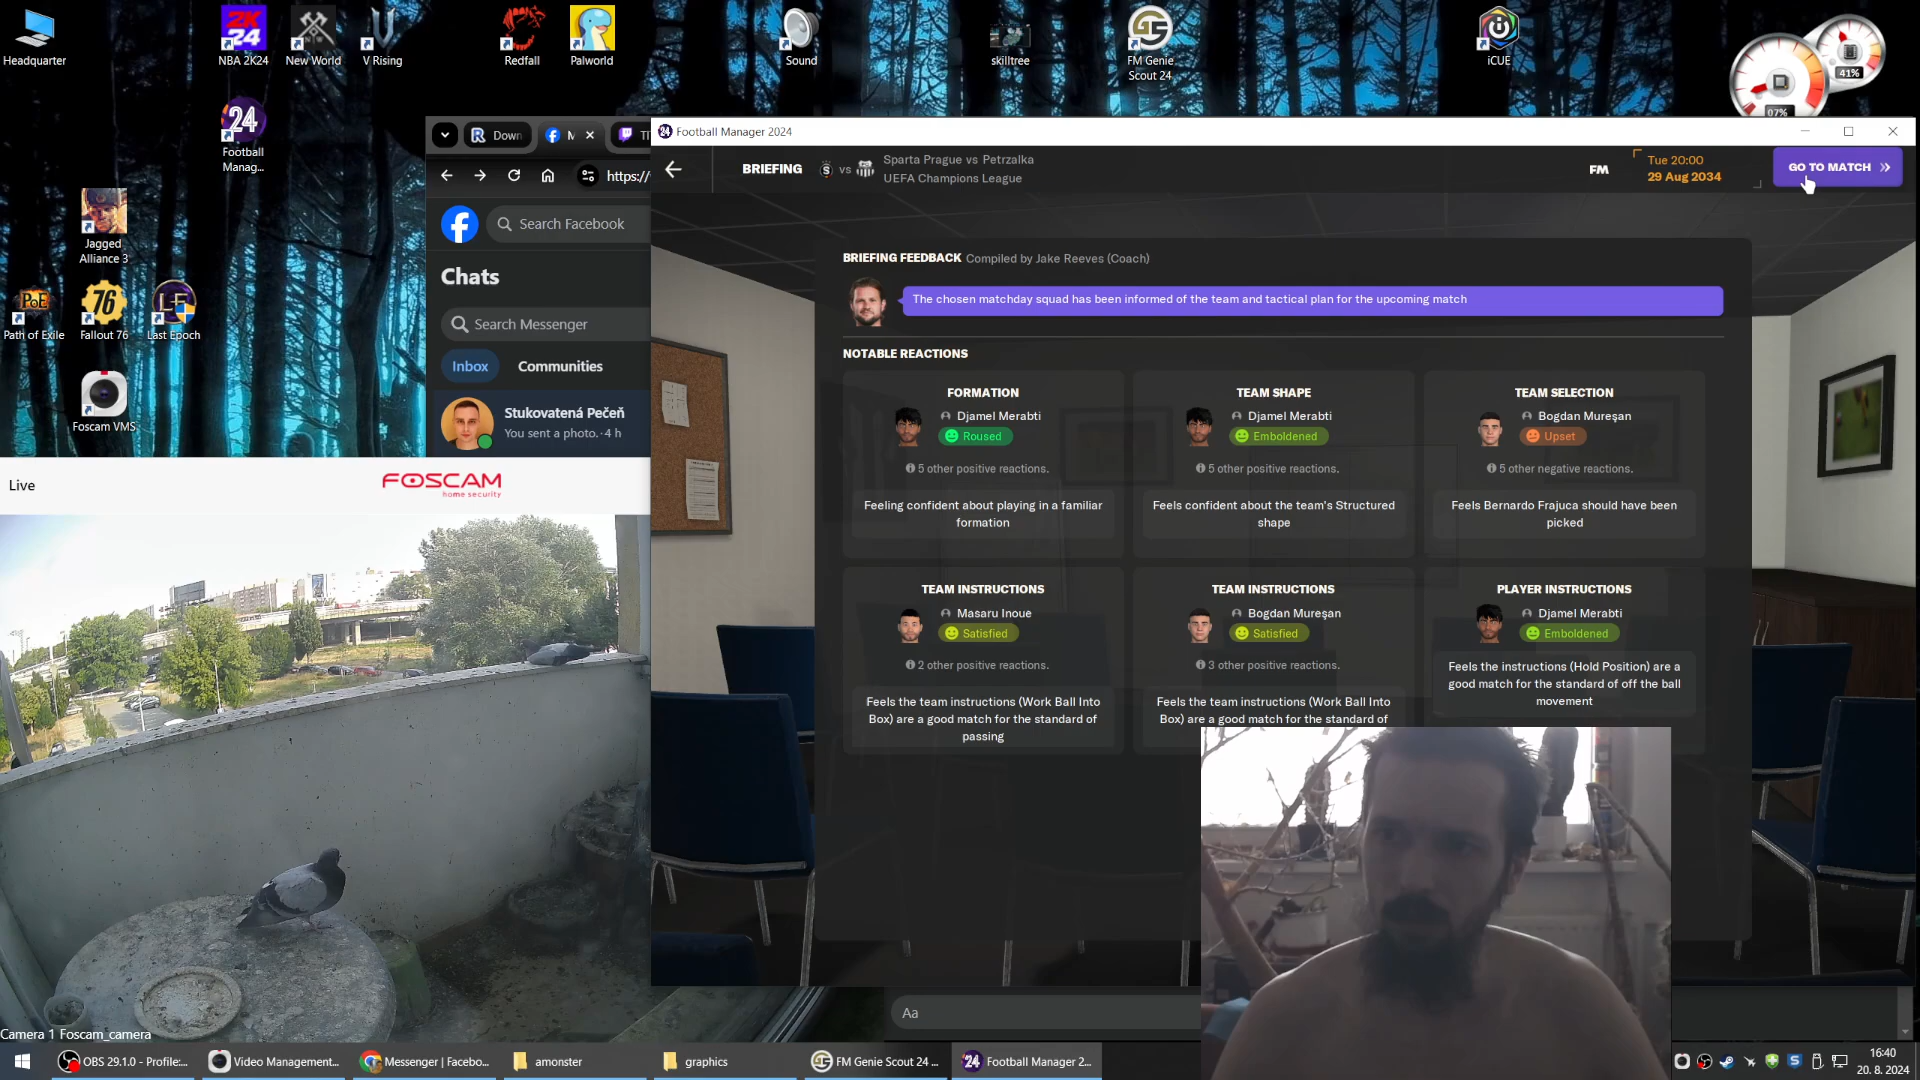 Headquarter
2K
24
NBA 2K24
New World
V Rising
Redfall
Palworld
Sound
skilltree
FM Genie
Scout 24
iCUE
41%
07%
24
Football
Manag...
Jagged
Alliance 3
PoE
Path of Exile
76
Fallout 76
LE
Last Epoch
Foscam VMS
Down
M
https:/
Search Facebook
Chats
Search Messenger
Inbox
Communities
Stukovatená Pečeň
You sent a photo. · 4 h
Live
FOSCAM
home security
Camera 1 Foscam_camera
Football Manager 2024
BRIEFING
vs
Sparta Prague vs Petrzalka
UEFA Champions League
FM
Tue 20:00
29 Aug 2034
GO TO MATCH
BRIEFING FEEDBACK Compiled by Jake Reeves (Coach)
The chosen matchday squad has been informed of the team and tactical plan for the upcoming match
NOTABLE REACTIONS
FORMATION
Djamel Merabti
Roused
5 other positive reactions.
Feeling confident about playing in a familiar
formation
TEAM SHAPE
Djamel Merabti
Emboldened
5 other positive reactions.
Feels confident about the team's Structured
shape
TEAM SELECTION
Bogdan Mureşan
Upset
5 other negative reactions.
Feels Bernardo Frajuca should have been
picked
TEAM INSTRUCTIONS
Masaru Inoue
Satisfied
2 other positive reactions.
Feels the team instructions (Work Ball Into
Box) are a good match for the standard of
passing
TEAM INSTRUCTIONS
Bogdan Mureşan
Satisfied
3 other positive reactions.
Feels the team instructions (Work Ball Into
Box) are a good match for the standard of
PLAYER INSTRUCTIONS
Djamel Merabti
Emboldened
Feels the instructions (Hold Position) are a
good match for the standard of off the ball
movement
Aa
OBS 29.1.0 - Profile:...
Video Management...
Messenger | Facebo...
amonster
graphics
FM Genie Scout 24 ...
Football Manager 2...
16:40
20. 8. 2024